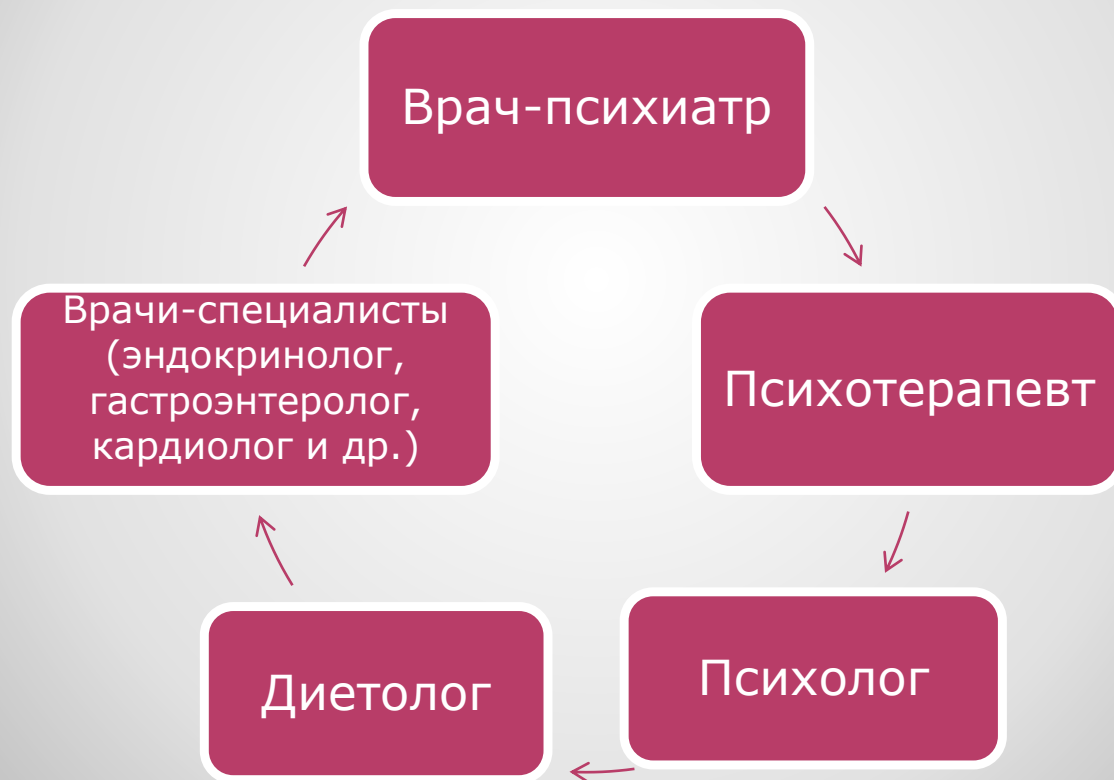 Врач-психиатр
Врачи-специалисты
(эндокринолог,
гастроэнтеролог,
кардиолог и др.)
Психотерапевт
Диетолог
Психолог